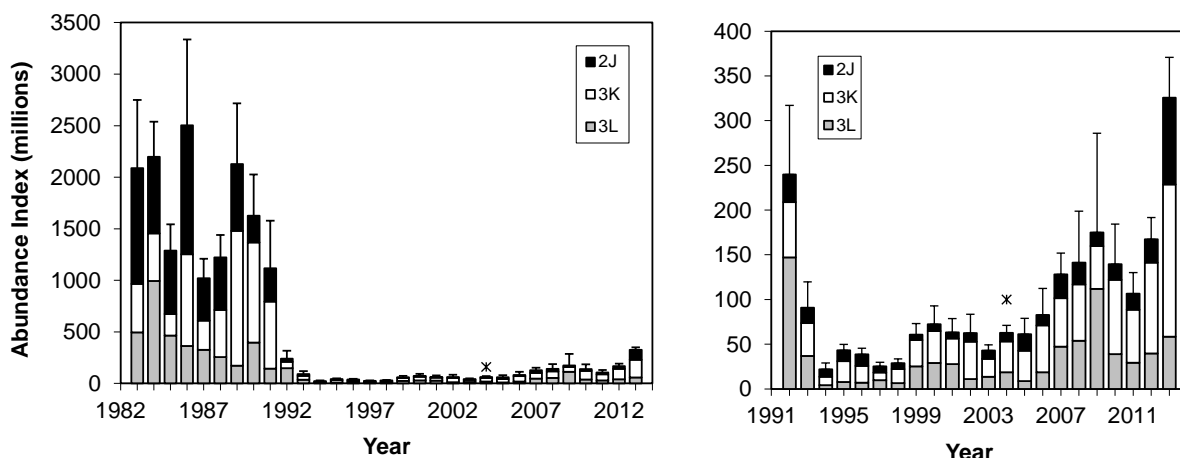 Abundance Index (millions)
3500
3000
2500
2000
1500
1000
500
0
2J
3K
3L
1982 1987 1992 1997 2002 2007 2012
Year
400
350
300
250
200
150
100
50
0
2J
3K
3L
1991 1995 1999 2003 2007 2011
Year